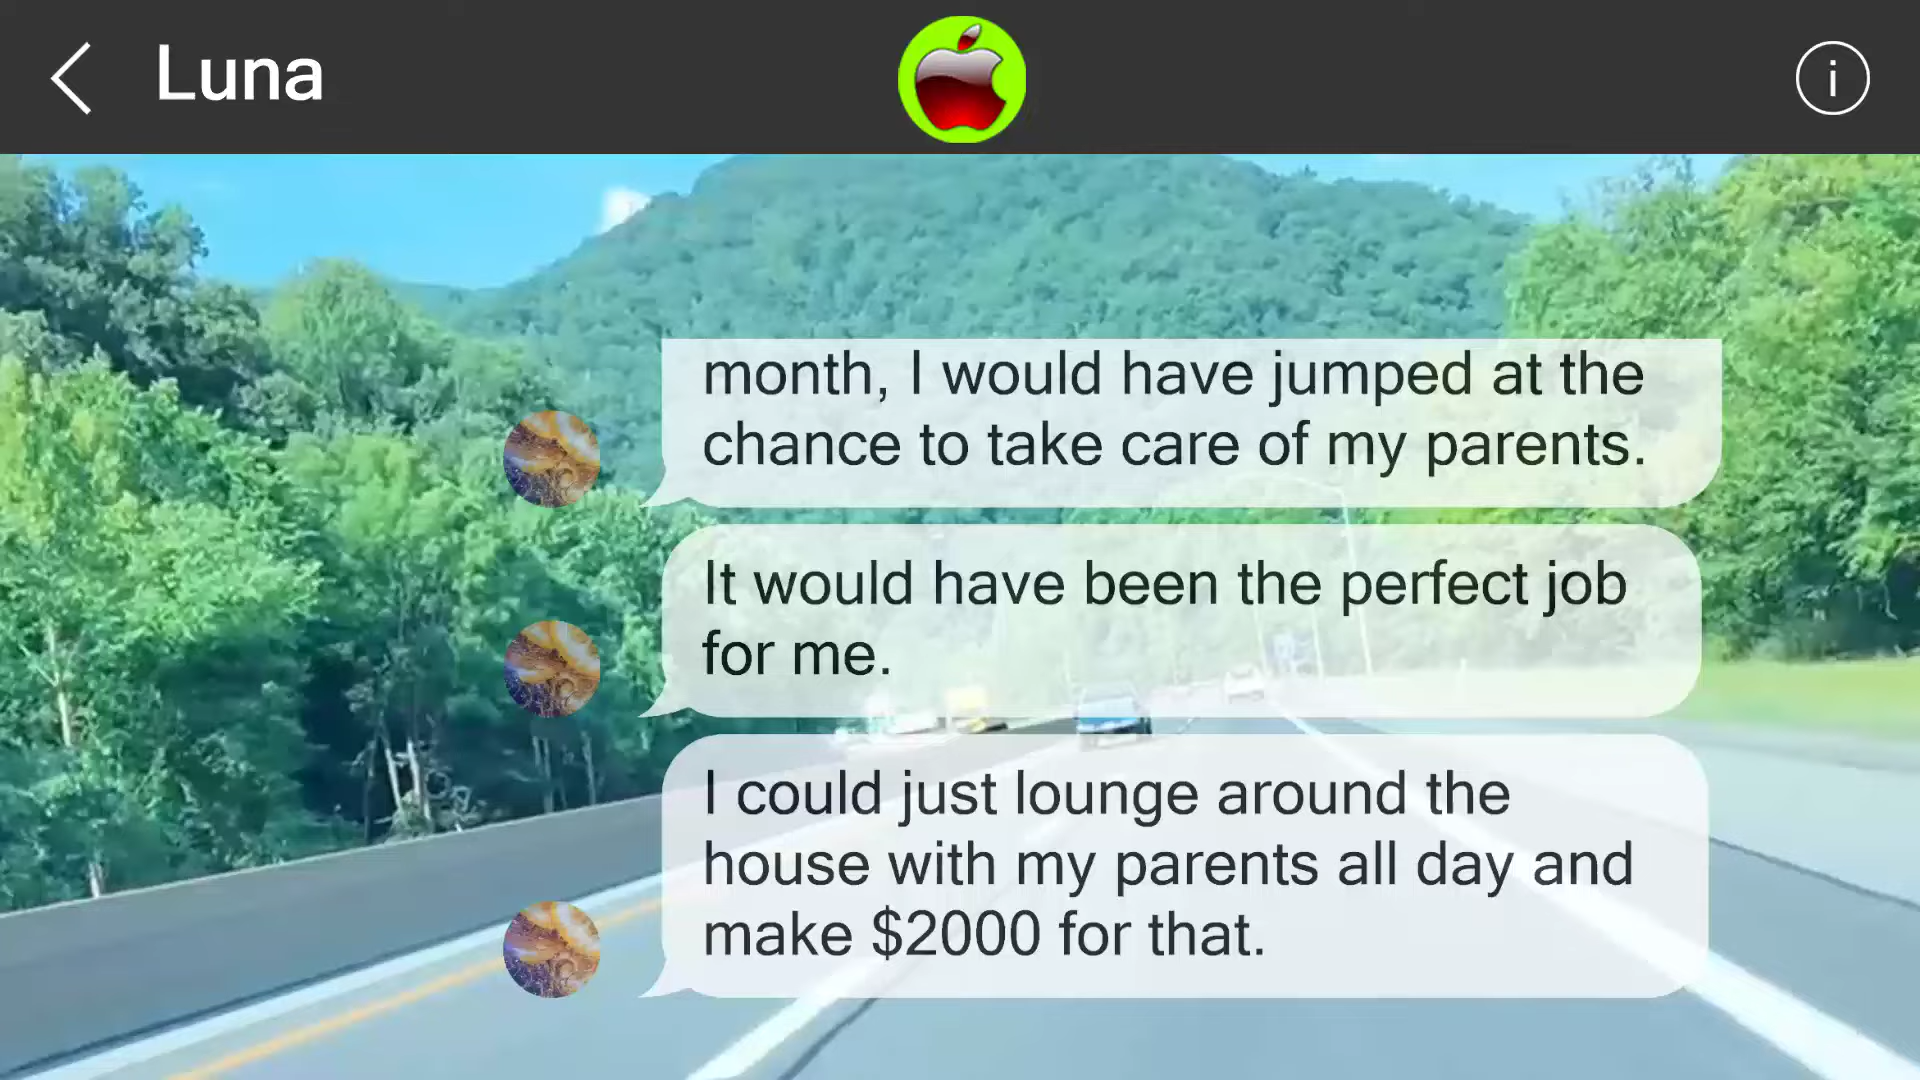 Luna
i
month, I would have jumped at the
chance to take care of my parents.
It would have been the perfect job
for me.
I could just lounge around the
house with my parents all day and
make $2000 for that.